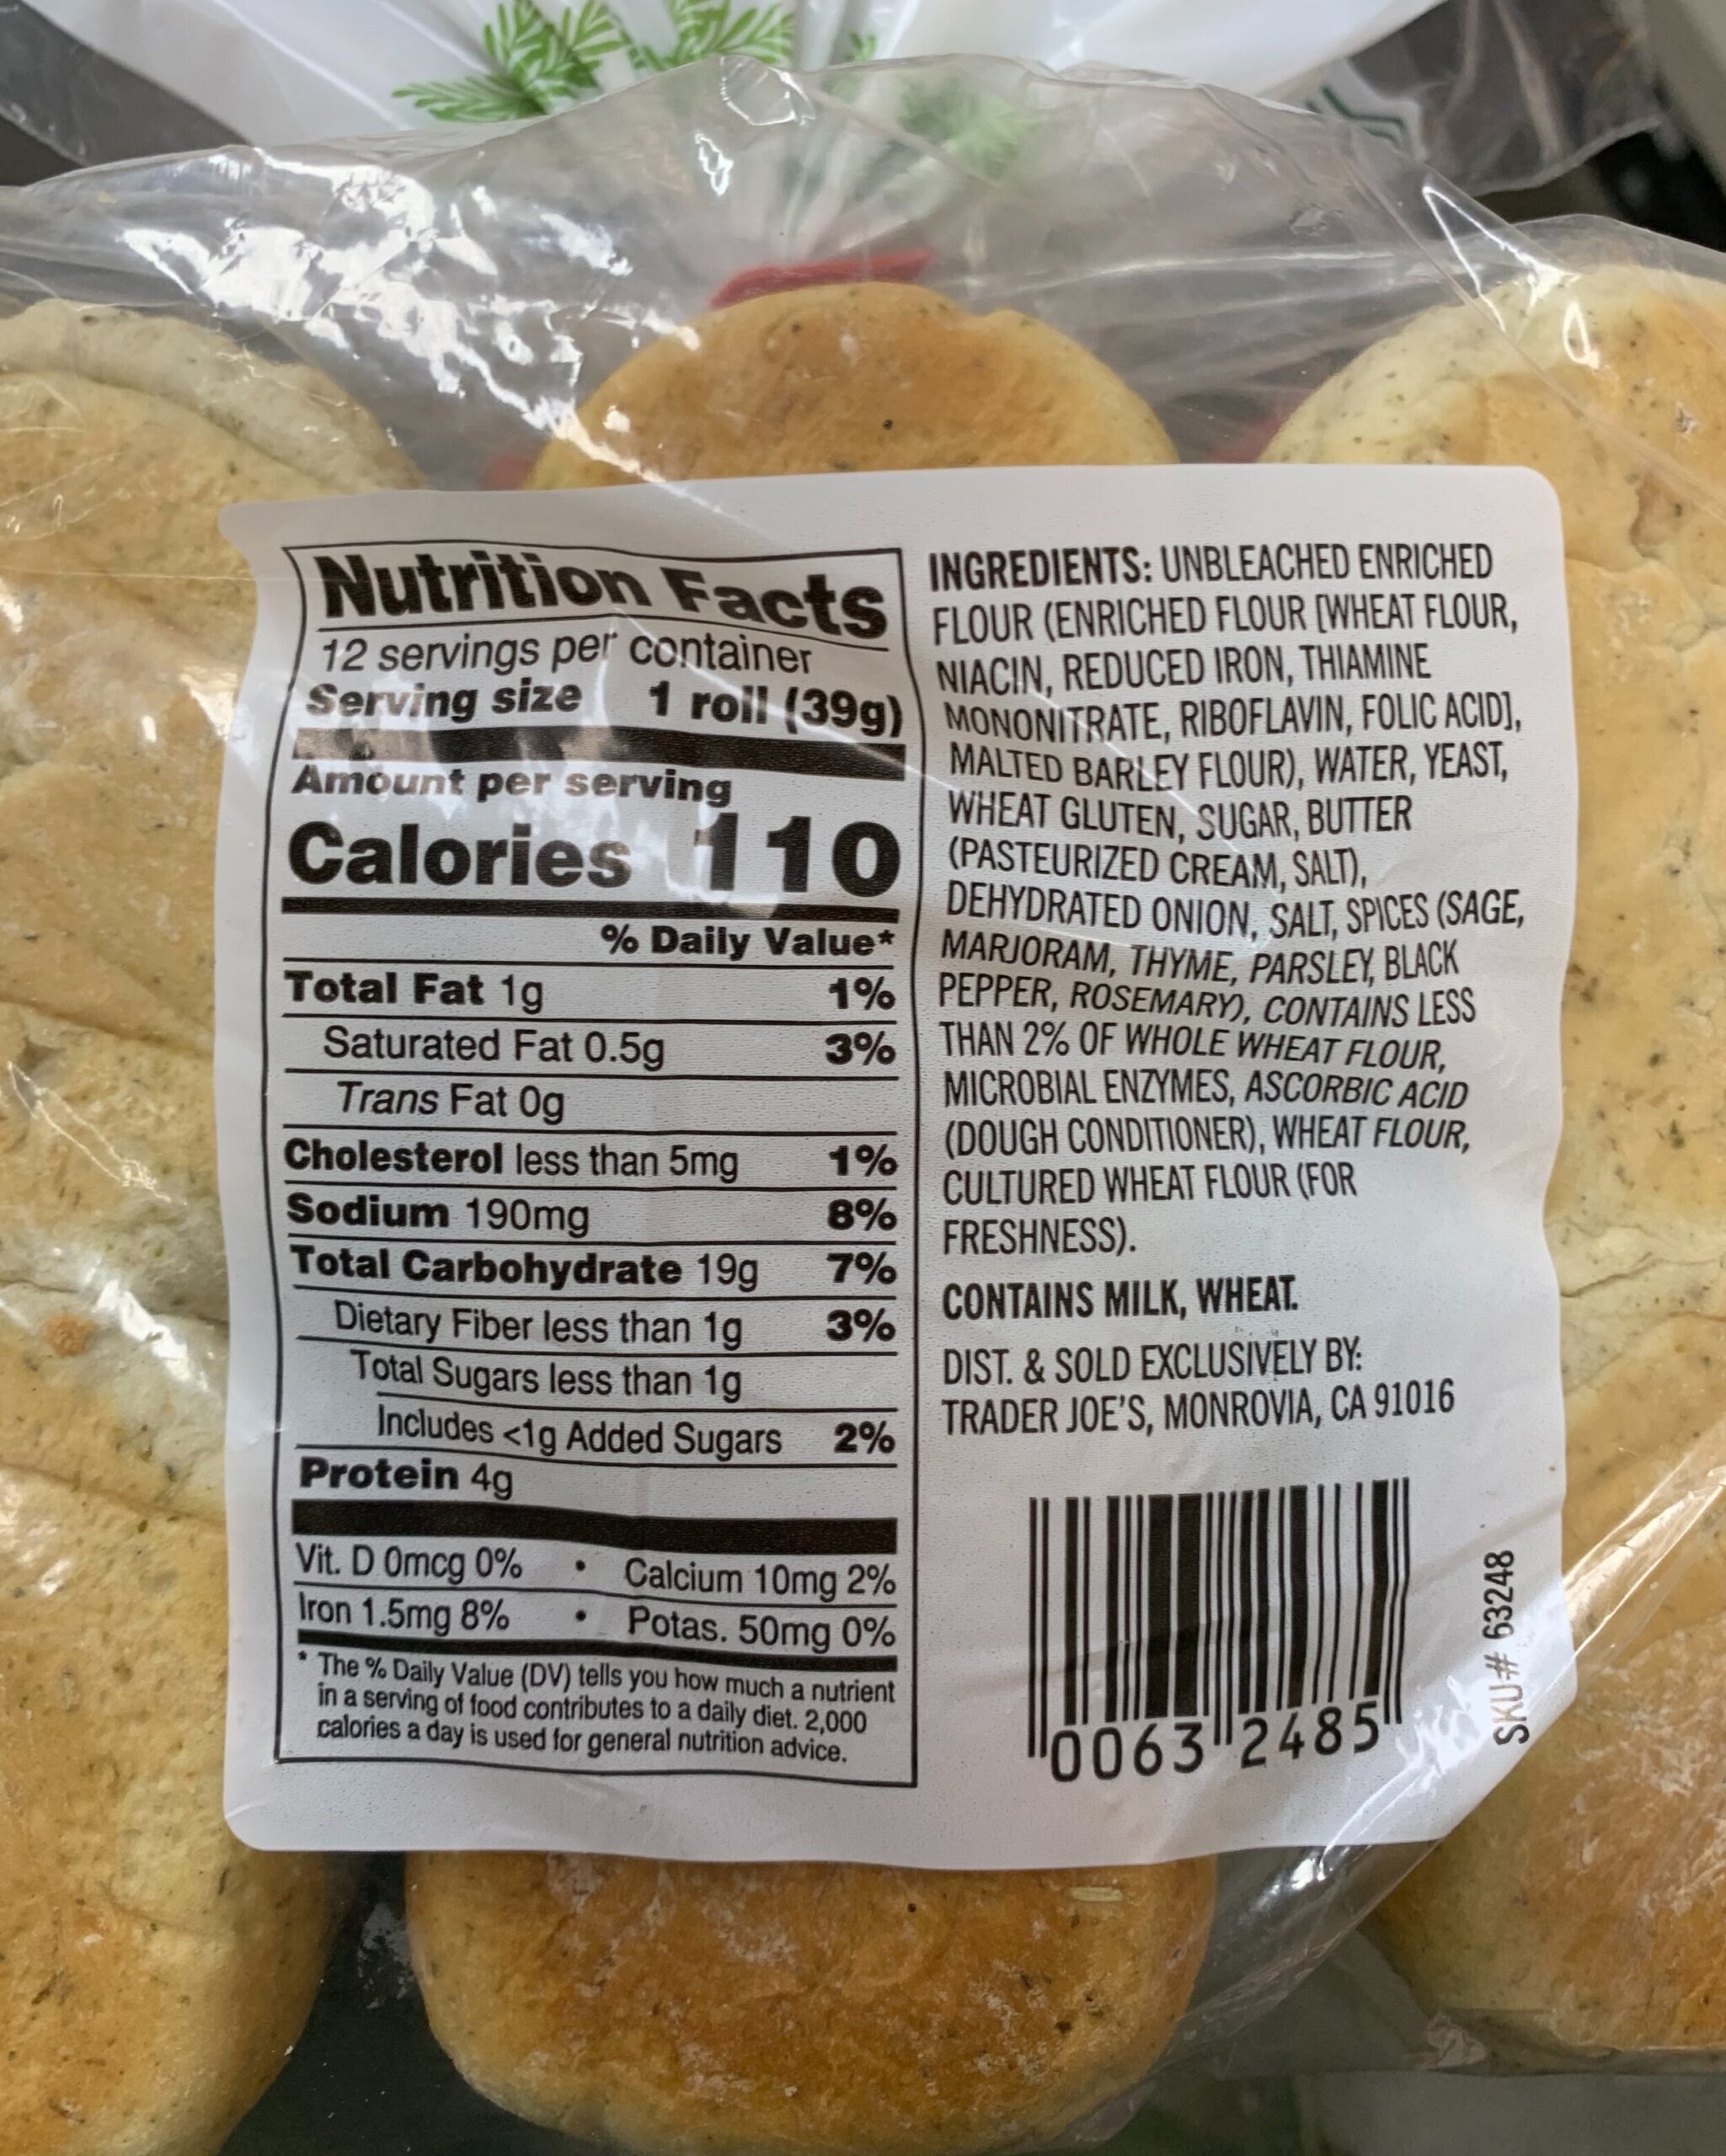 Nutrition Facts
12 servings per container
Serving size 1 roll (39g)
Amount per serving
Calories 110
% Daily Value*
Total Fat 1g 1%
Saturated Fat 0.5g 3%
Trans Fat 0g
Cholesterol less than 5mg 1%
Sodium 190mg 8%
Total Carbohydrate 19g 7%
Dietary Fiber less than 1g 3%
Total Sugars less than 1g
Includes <1g Added Sugars 2%
Protein 4g
Vit. D 0mcg 0% • Calcium 10mg 2%
Iron 1.5mg 8% • Potas. 50mg 0%
* The % Daily Value (DV) tells you how much a nutrient
in a serving of food contributes to a daily diet. 2,000
calories a day is used for general nutrition advice.
INGREDIENTS: UNBLEACHED ENRICHED
FLOUR (ENRICHED FLOUR [WHEAT FLOUR,
NIACIN, REDUCED IRON, THIAMINE
MONONITRATE, RIBOFLAVIN, FOLIC ACID],
MALTED BARLEY FLOUR), WATER, YEAST,
WHEAT GLUTEN, SUGAR, BUTTER
(PASTEURIZED CREAM, SALT),
DEHYDRATED ONION, SALT, SPICES (SAGE,
MARJORAM, THYME, PARSLEY, BLACK
PEPPER, ROSEMARY), CONTAINS LESS
THAN 2% OF WHOLE WHEAT FLOUR,
MICROBIAL ENZYMES, ASCORBIC ACID
(DOUGH CONDITIONER), WHEAT FLOUR,
CULTURED WHEAT FLOUR (FOR
FRESHNESS).
CONTAINS MILK, WHEAT.
DIST. & SOLD EXCLUSIVELY BY:
TRADER JOE'S, MONROVIA, CA 91016
0063 2485
SKU# 63248